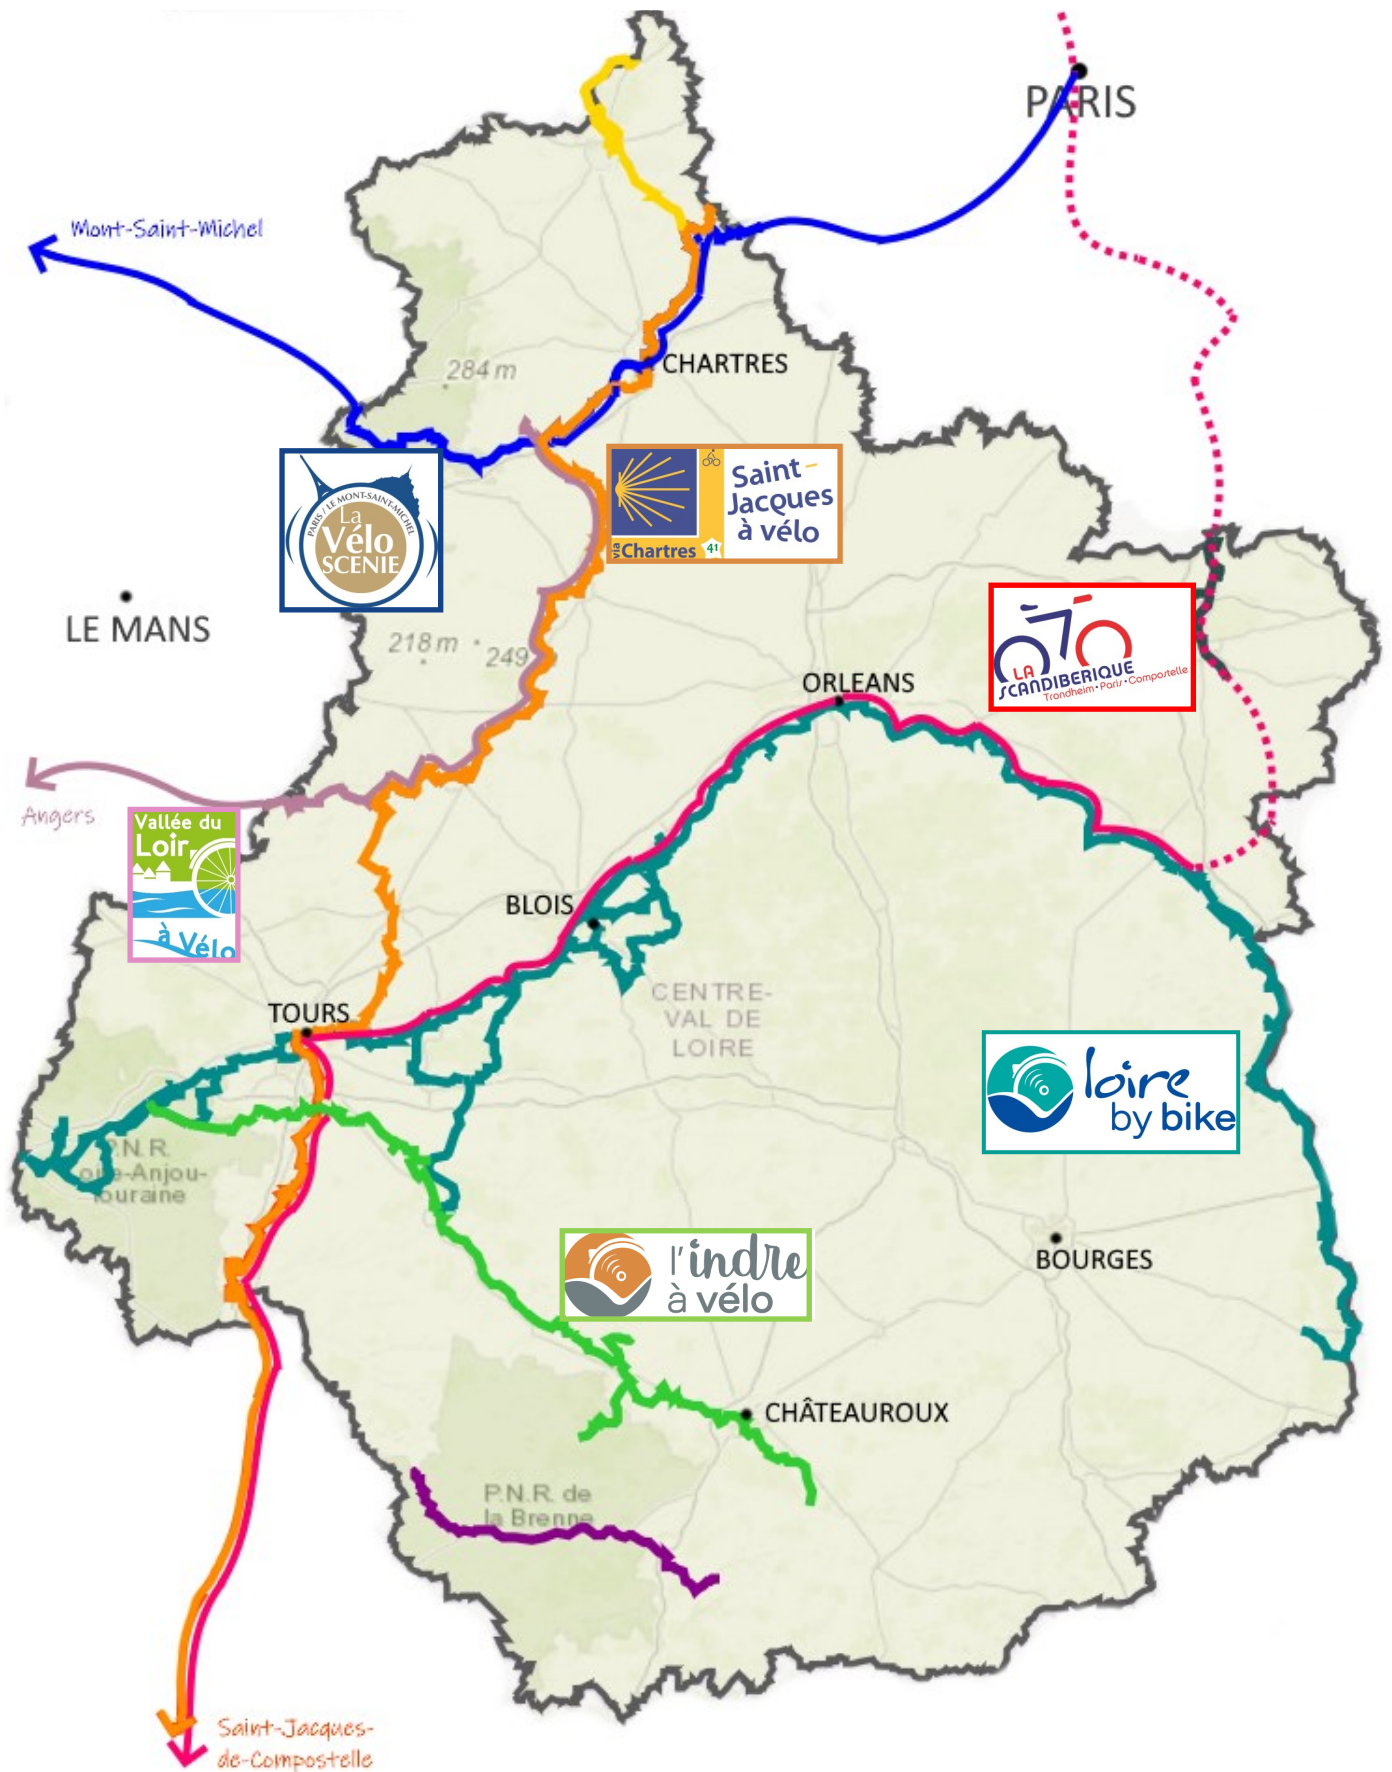 PARIS
Mont-Saint-Michel
284 m
CHARTRES
PARIS / LE MONT-SAINT-MICHEL
La
Vélo
SCÉNIE
Saint-
Jacques
à vélo
via Chartres 41
LE MANS
218 m
249
LA
SCANDIBERIQUE
Trondheim • Paris • Compostelle
ORLEANS
Angers
Vallée du
Loir
à Vélo
BLOIS
CENTRE-
VAL DE
LOIRE
TOURS
loire
by bike
P.N.R.
Loire-Anjou-
Touraine
l'indre
à vélo
BOURGES
CHÂTEAUROUX
P.N.R. de
la Brenne
Saint-Jacques-
de-Compostelle